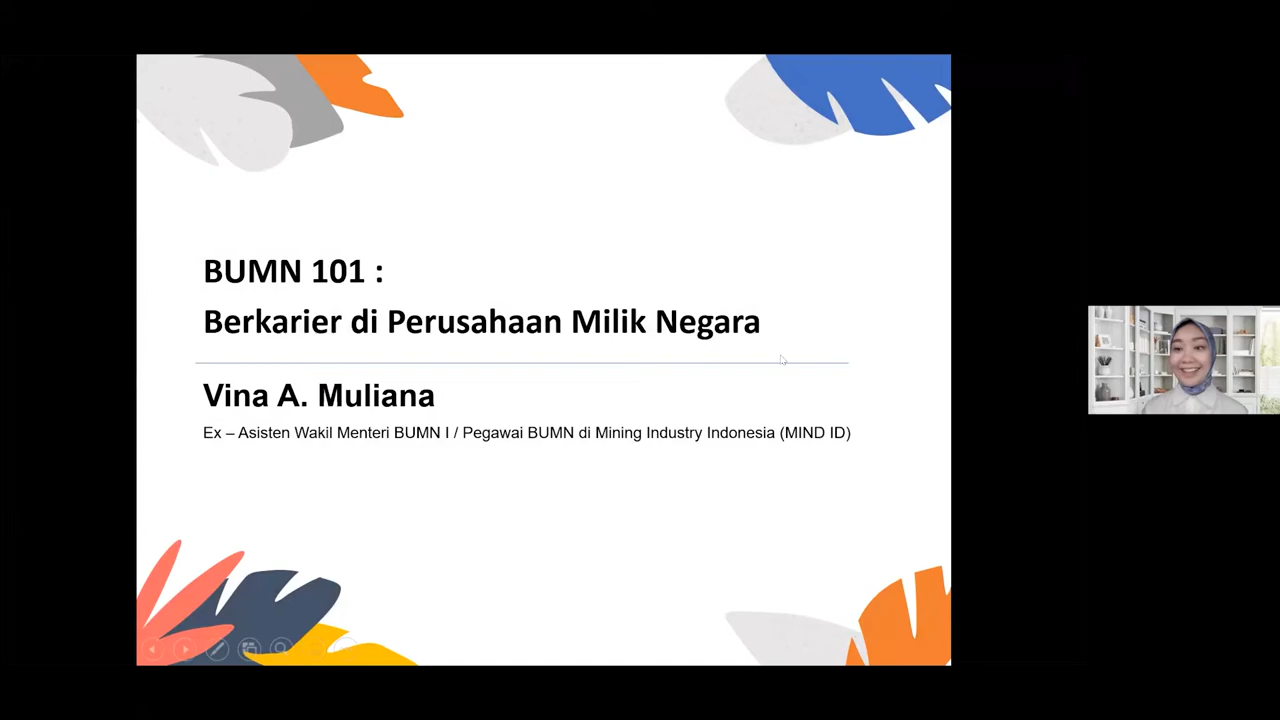 BUMN 101 :
Berkarier di Perusahaan Milik Negara
Vina A. Muliana
Ex – Asisten Wakil Menteri BUMN I / Pegawai BUMN di Mining Industry Indonesia (MIND ID)